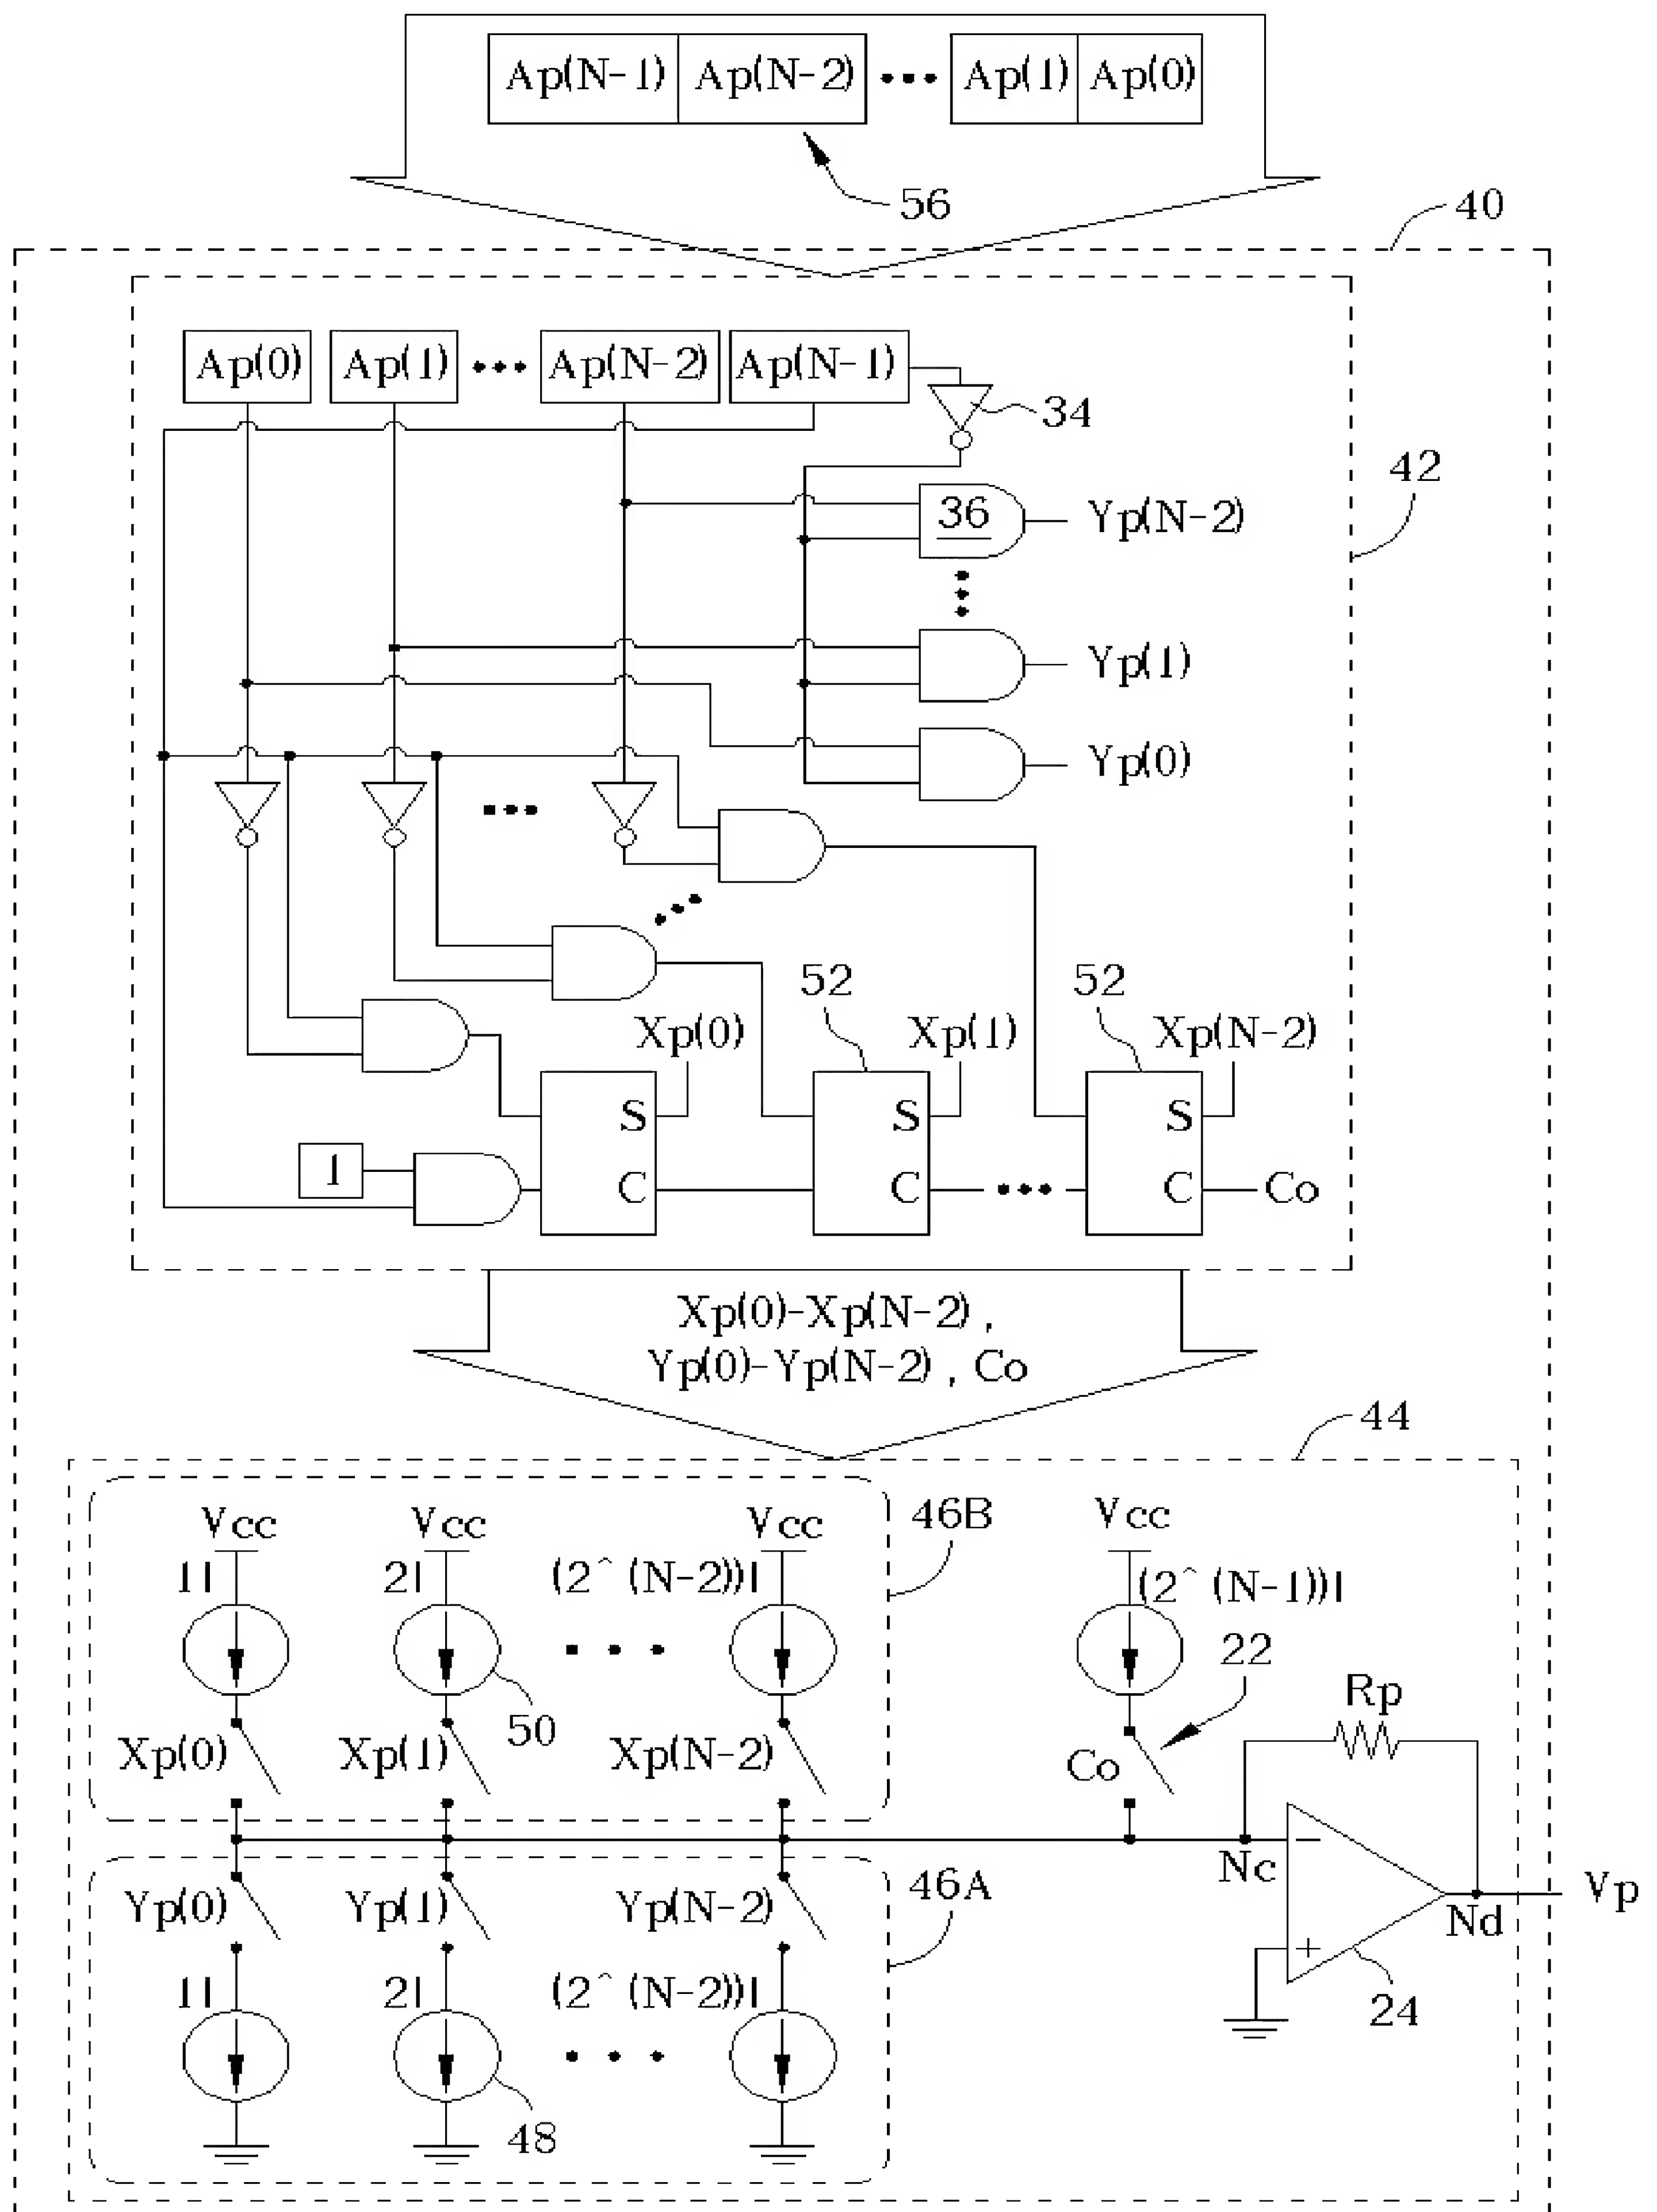 Ap(N-1) Ap(N-2) ••• Ap(1) Ap(0)
56
40
Ap(0) Ap(1) ••• Ap(N-2) Ap(N-1)
34
42
36 Yp(N-2)
Yp(1)
Yp(0)
52 52
Xp(0) Xp(1) Xp(N-2)
S S S
1 C C ••• C Co
Xp(0)-Xp(N-2),
Yp(0)-Yp(N-2), Co
44
Vcc Vcc Vcc 46B Vcc
1I 2I (2^(N-2))I (2^(N-1))I
22
50 Rp
Xp(0) Xp(1) Xp(N-2) Co
Nc −
Yp(0) Yp(1) Yp(N-2) 46A Vp
Nd
+
1I 2I (2^(N-2))I 24
48